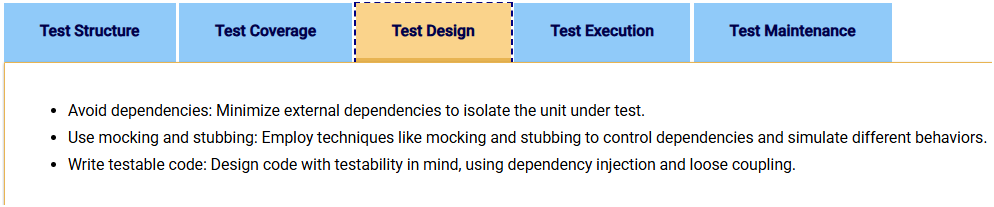 Test Structure Test Coverage Test Design Test Execution Test Maintenance
• Avoid dependencies: Minimize external dependencies to isolate the unit under test.
• Use mocking and stubbing: Employ techniques like mocking and stubbing to control dependencies and simulate different behaviors.
• Write testable code: Design code with testability in mind, using dependency injection and loose coupling.